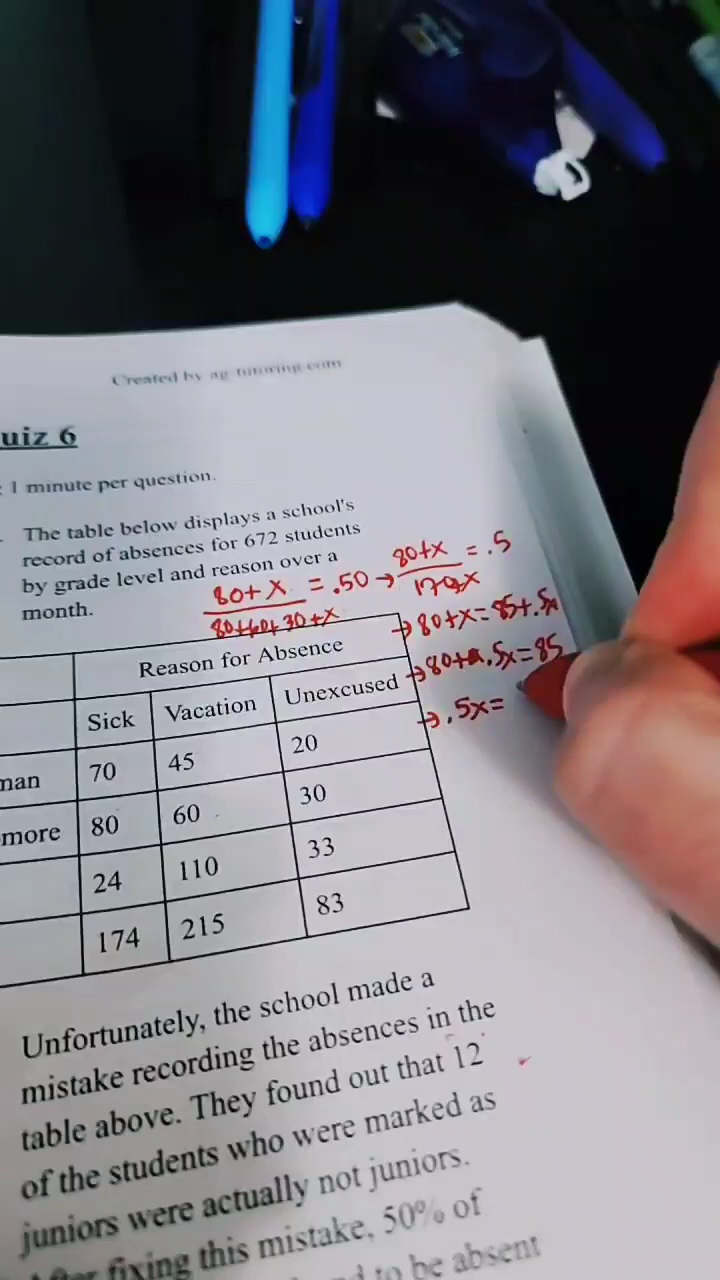 Created by ag-tutoring.com
uiz 6
1 minute per question.
The table below displays a school's
record of absences for 672 students
by grade level and reason over a
month.
80+x / 80+60+30+x = .50 → 80+x / 170+x = .5
→ 80+x=85+.5x
→ 80+.5x=85
→ .5x=
Reason for Absence
Sick Vacation Unexcused
man 70 45 20
more 80 60 30
24 110 33
174 215 83
Unfortunately, the school made a
mistake recording the absences in the
table above. They found out that 12
of the students who were marked as
juniors were actually not juniors.
After fixing this mistake, 50% of
to be absent